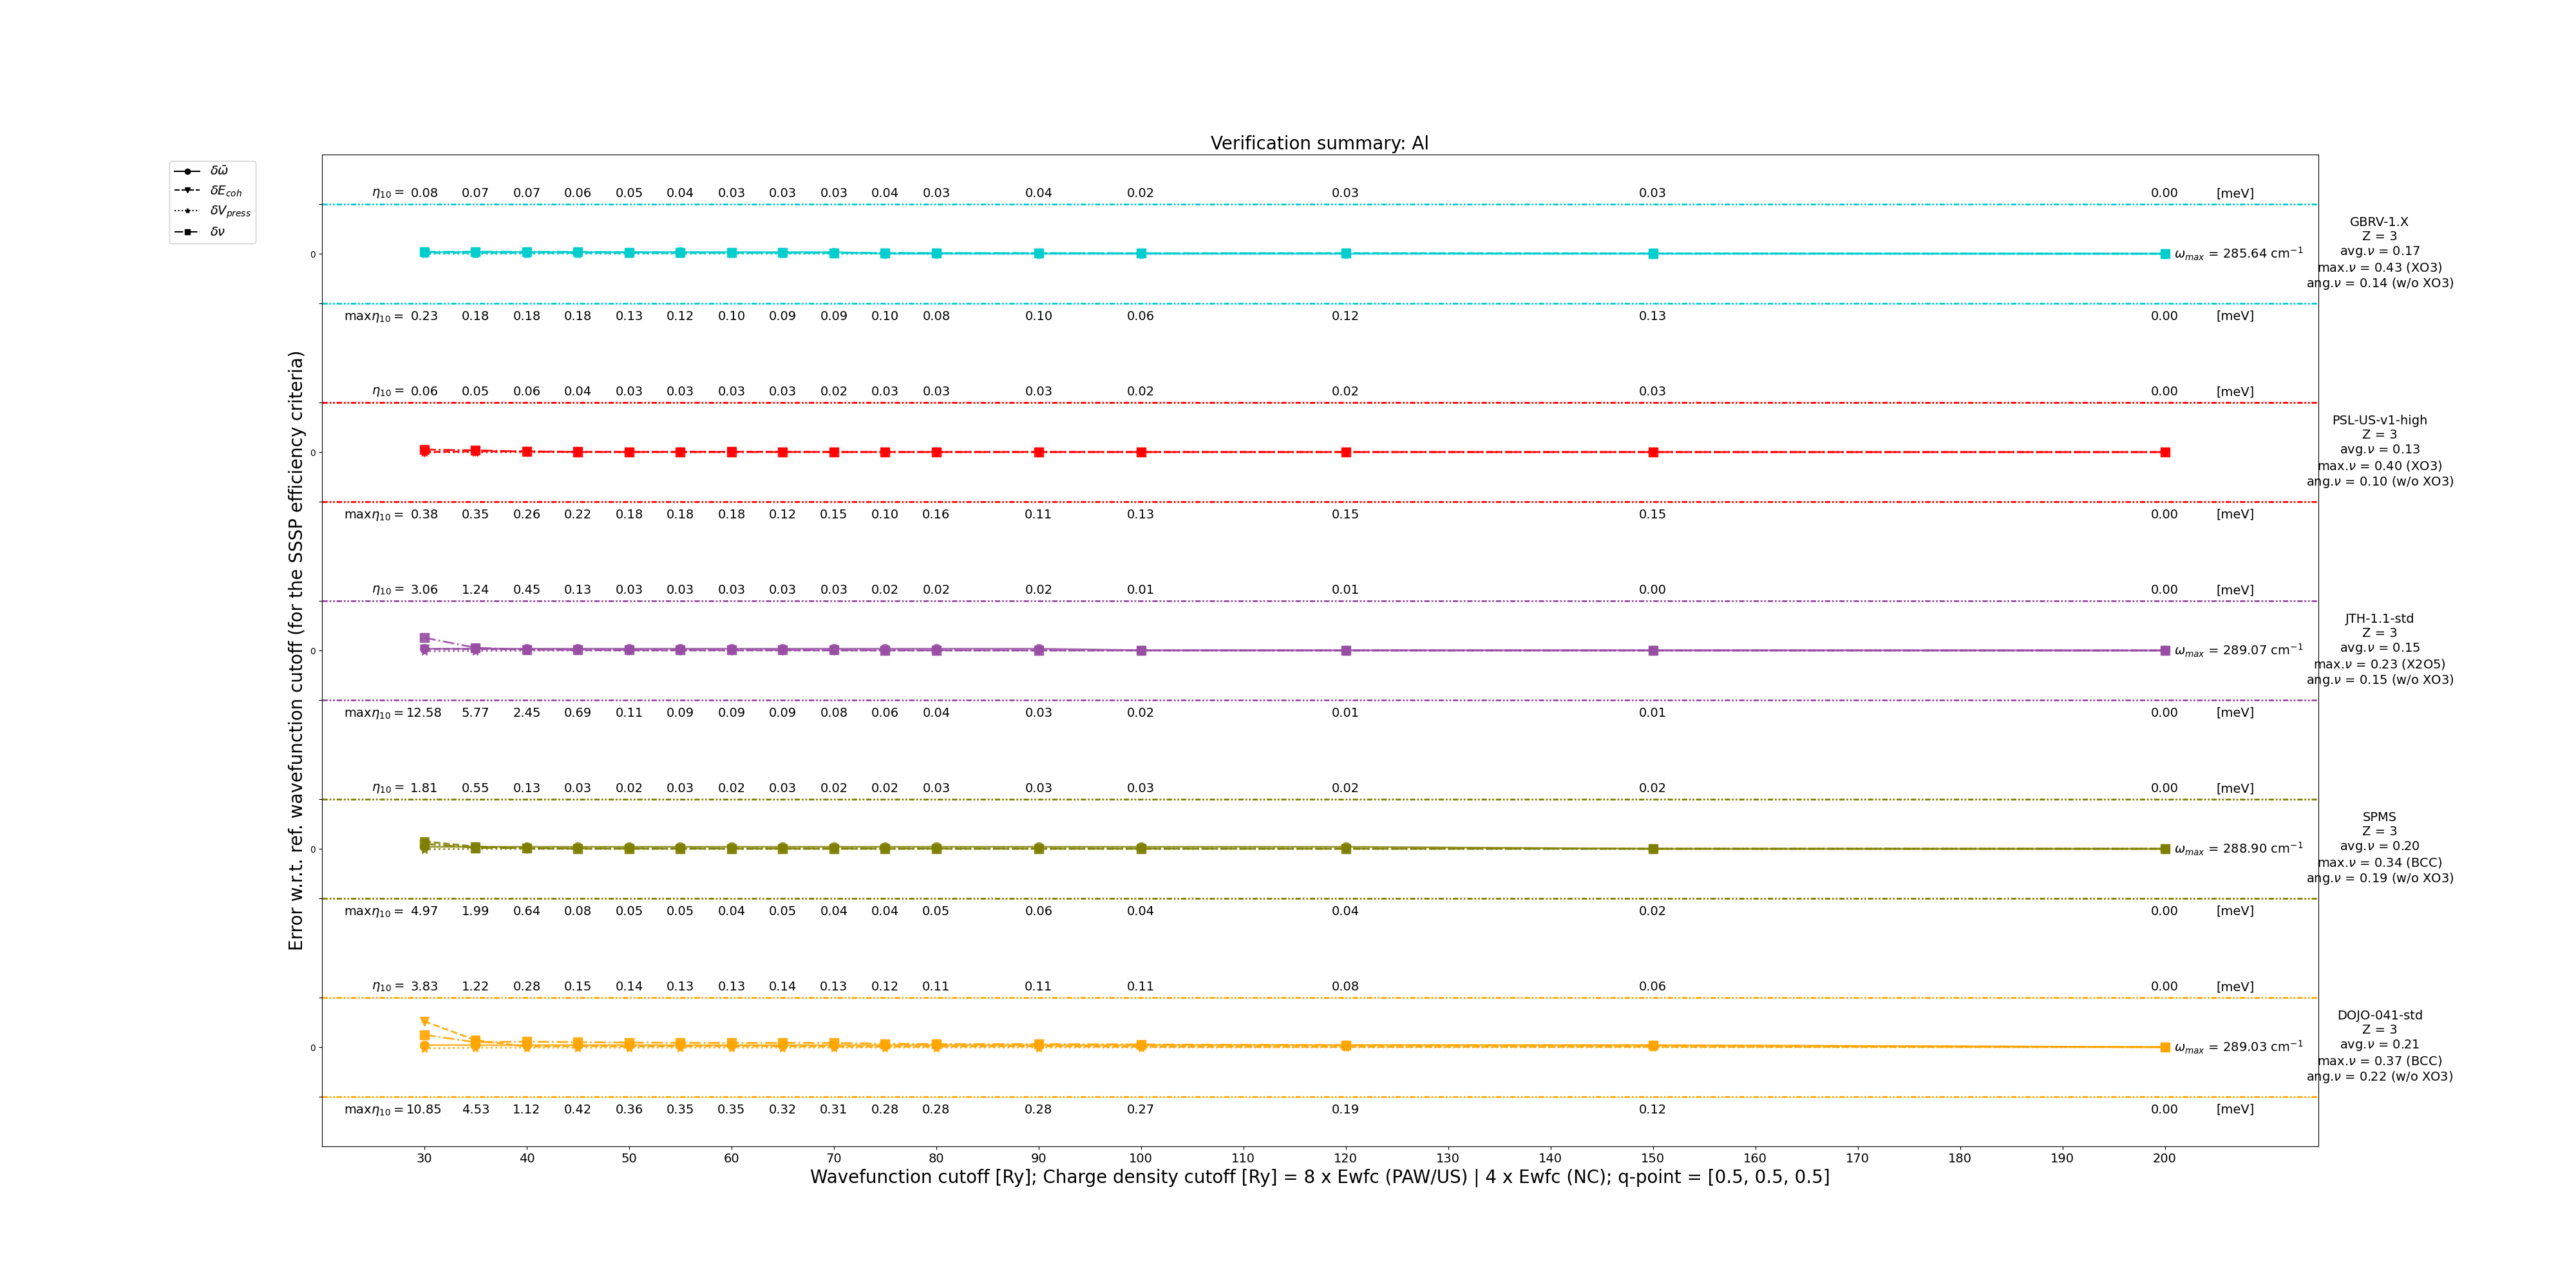 Verification summary: Al
δω̄
δE_coh
δV_press
δν
Error w.r.t. ref. wavefunction cutoff (for the SSSP efficiency criteria)
η₁₀ = 0.08 0.07 0.07 0.06 0.05 0.04 0.03 0.03 0.03 0.04 0.03 0.04 0.02 0.03 0.03 0.00 [meV]
0
ω_max = 285.64 cm⁻¹
maxη₁₀ = 0.23 0.18 0.18 0.18 0.13 0.12 0.10 0.09 0.09 0.10 0.08 0.10 0.06 0.12 0.13 0.00 [meV]
GBRV-1.X
Z = 3
avg.ν = 0.17
max.ν = 0.43 (XO3)
ang.ν = 0.14 (w/o XO3)
η₁₀ = 0.06 0.05 0.06 0.04 0.03 0.03 0.03 0.03 0.02 0.03 0.03 0.03 0.02 0.02 0.03 0.00 [meV]
0
maxη₁₀ = 0.38 0.35 0.26 0.22 0.18 0.18 0.18 0.12 0.15 0.10 0.16 0.11 0.13 0.15 0.15 0.00 [meV]
PSL-US-v1-high
Z = 3
avg.ν = 0.13
max.ν = 0.40 (XO3)
ang.ν = 0.10 (w/o XO3)
η₁₀ = 3.06 1.24 0.45 0.13 0.03 0.03 0.03 0.03 0.03 0.02 0.02 0.02 0.01 0.01 0.00 0.00 [meV]
0
ω_max = 289.07 cm⁻¹
maxη₁₀ = 12.58 5.77 2.45 0.69 0.11 0.09 0.09 0.09 0.08 0.06 0.04 0.03 0.02 0.01 0.01 0.00 [meV]
JTH-1.1-std
Z = 3
avg.ν = 0.15
max.ν = 0.23 (X2O5)
ang.ν = 0.15 (w/o XO3)
η₁₀ = 1.81 0.55 0.13 0.03 0.02 0.03 0.02 0.03 0.02 0.02 0.03 0.03 0.03 0.02 0.02 0.00 [meV]
0
ω_max = 288.90 cm⁻¹
maxη₁₀ = 4.97 1.99 0.64 0.08 0.05 0.05 0.04 0.05 0.04 0.04 0.05 0.06 0.04 0.04 0.02 0.00 [meV]
SPMS
Z = 3
avg.ν = 0.20
max.ν = 0.34 (BCC)
ang.ν = 0.19 (w/o XO3)
η₁₀ = 3.83 1.22 0.28 0.15 0.14 0.13 0.13 0.14 0.13 0.12 0.11 0.11 0.11 0.08 0.06 0.00 [meV]
0
ω_max = 289.03 cm⁻¹
maxη₁₀ = 10.85 4.53 1.12 0.42 0.36 0.35 0.35 0.32 0.31 0.28 0.28 0.28 0.27 0.19 0.12 0.00 [meV]
DOJO-041-std
Z = 3
avg.ν = 0.21
max.ν = 0.37 (BCC)
ang.ν = 0.22 (w/o XO3)
30 40 50 60 70 80 90 100 110 120 130 140 150 160 170 180 190 200
Wavefunction cutoff [Ry]; Charge density cutoff [Ry] = 8 x Ewfc (PAW/US) | 4 x Ewfc (NC); q-point = [0.5, 0.5, 0.5]